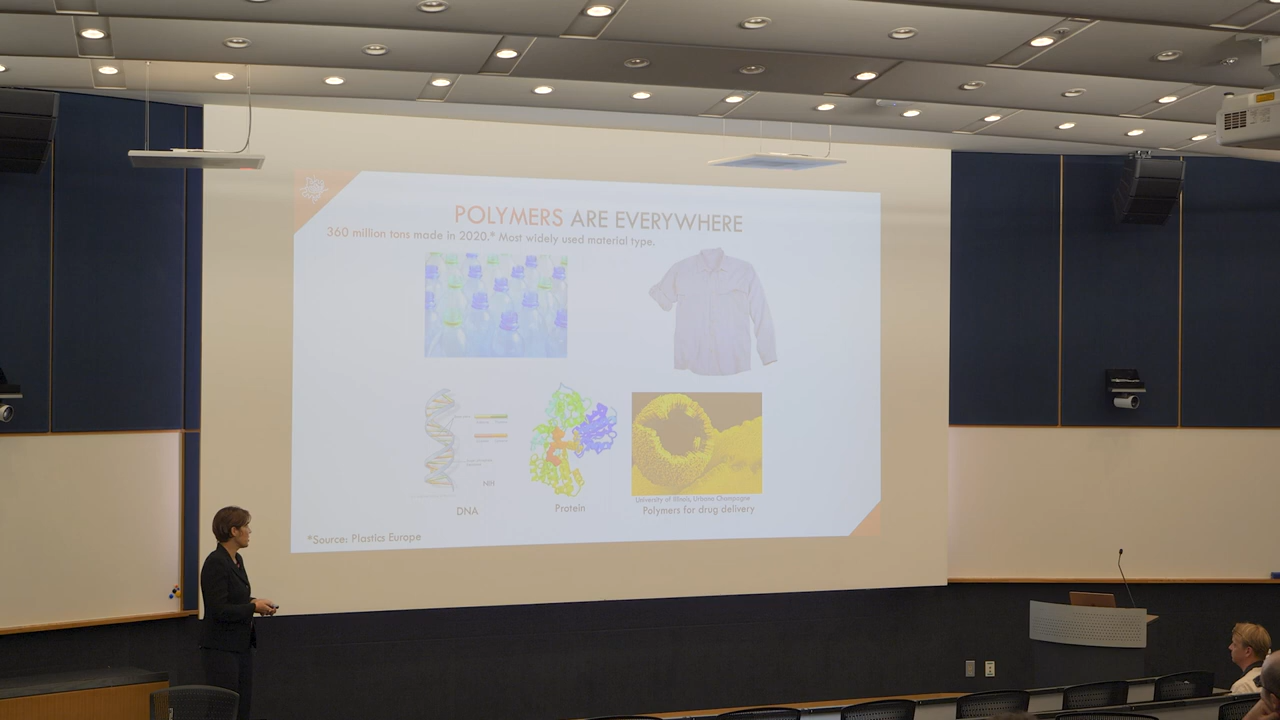 POLYMERS ARE EVERYWHERE
360 million tons made in 2020.* Most widely used material type.
NIH
DNA
Protein
University of Illinois, Urbana Champagne
Polymers for drug delivery
*Source: Plastics Europe